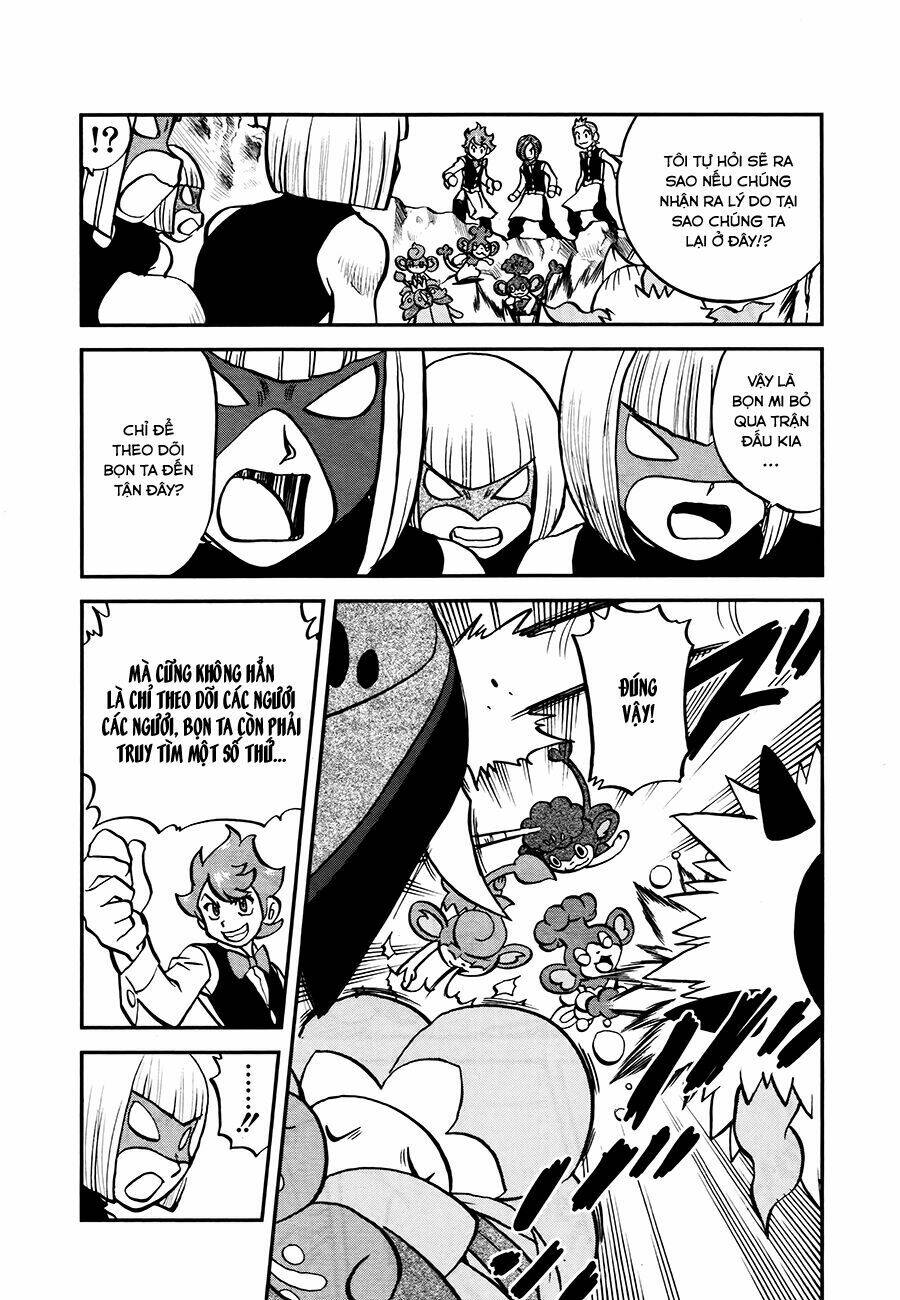 TÔI TỰ HỎI SẼ RA
SAO NẾU CHÚNG
NHẬN RA LÝ DO TẠI
SAO CHÚNG TA
LẠI Ở ĐÂY!?
!?
VẬY LÀ
BỌN MI BỎ
QUA TRẬN
ĐẤU KIA
...
CHỈ ĐỂ
THEO DÕI
BỌN TA ĐẾN
TẬN ĐÂY?
ĐÚNG
VẬY!
MÀ CŨNG KHÔNG HẲN
LÀ CHỈ THEO DÕI CÁC NGƯƠI
CÁC NGƯƠI, BỌN TA CÒN PHẢI
TRUY TÌM MỘT SỐ THỨ...
......!!